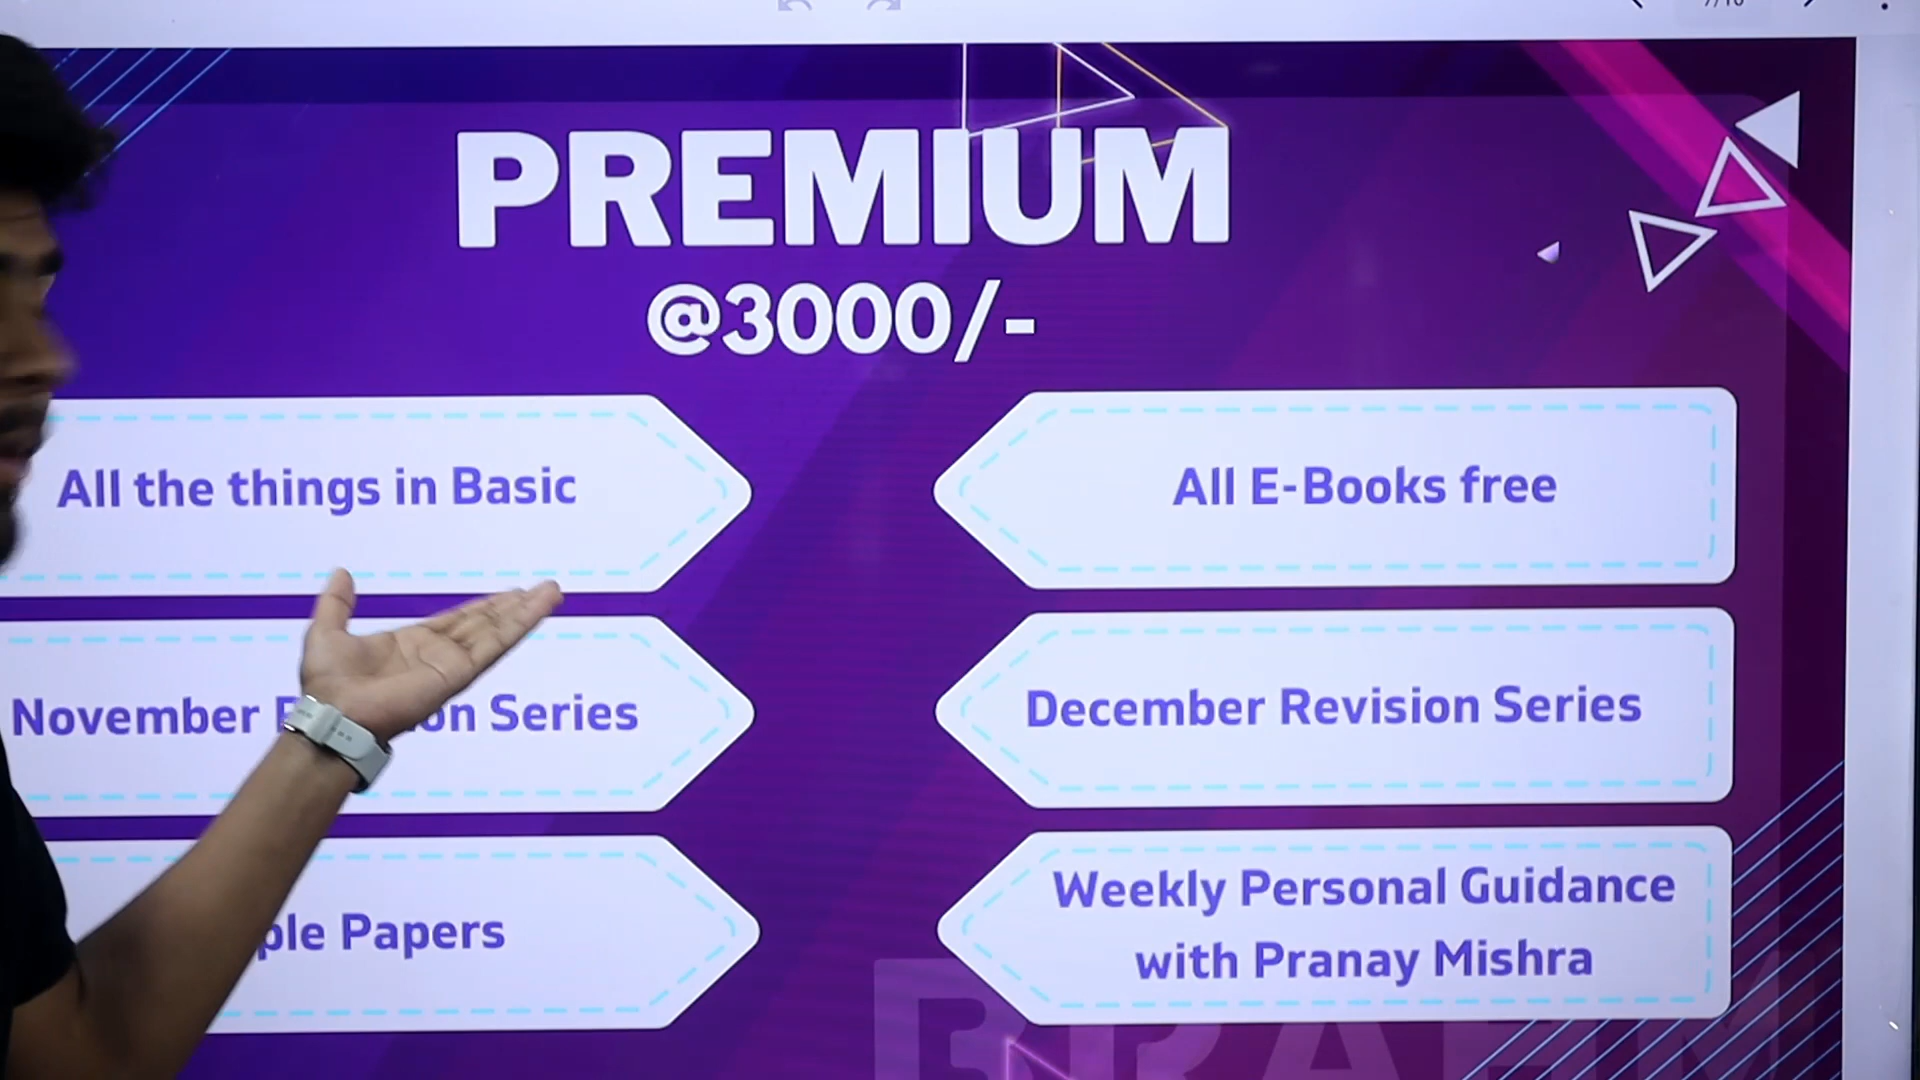 PREMIUM
@3000/-
All the things in Basic
All E-Books free
November Series
December Revision Series
Papers
Weekly Personal Guidance
with Pranay Mishra
BRAHM